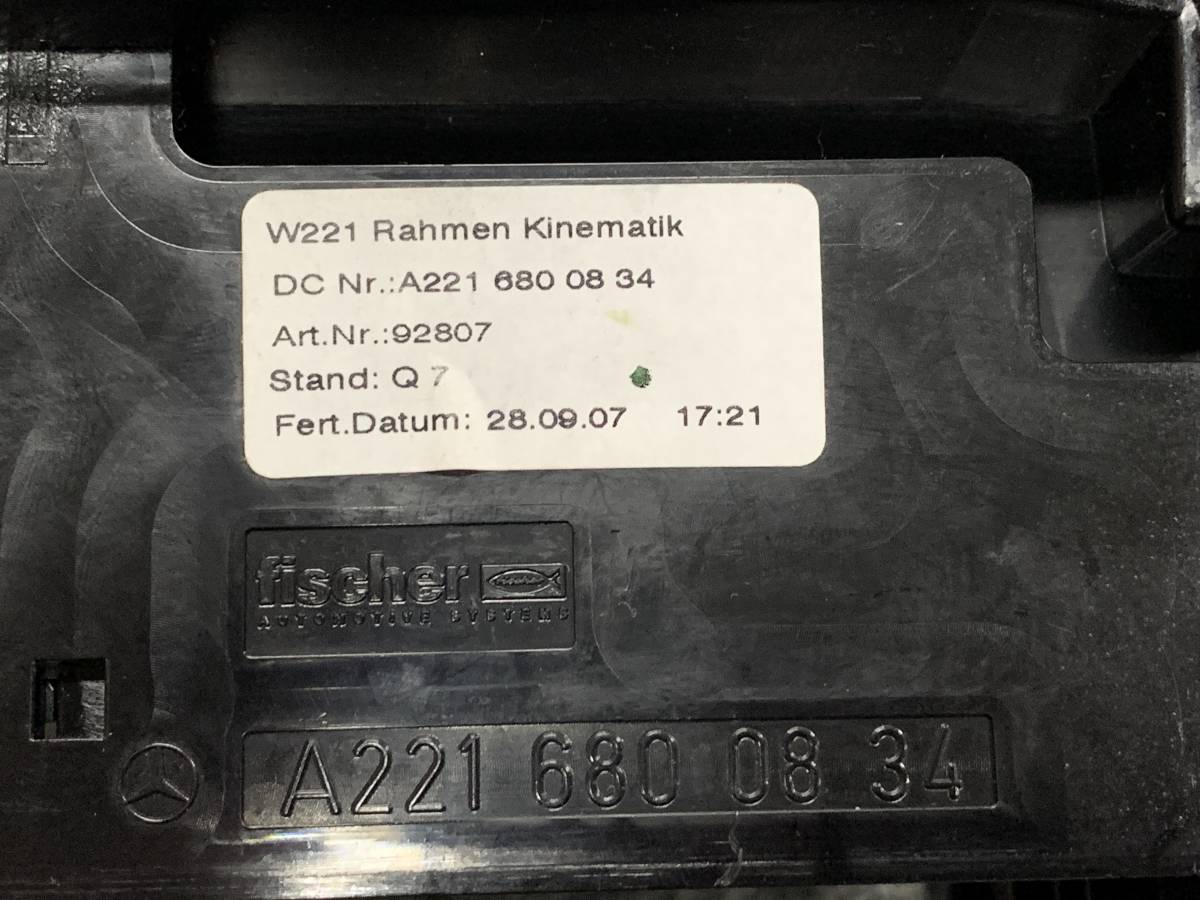 W221 Rahmen Kinematik
DC Nr.:A221 680 08 34
Art.Nr.:92807
Stand: Q 7
Fert.Datum: 28.09.07 17:21
fischer
AUTOMOTIVE SYSTEMS
A221 680 08 34